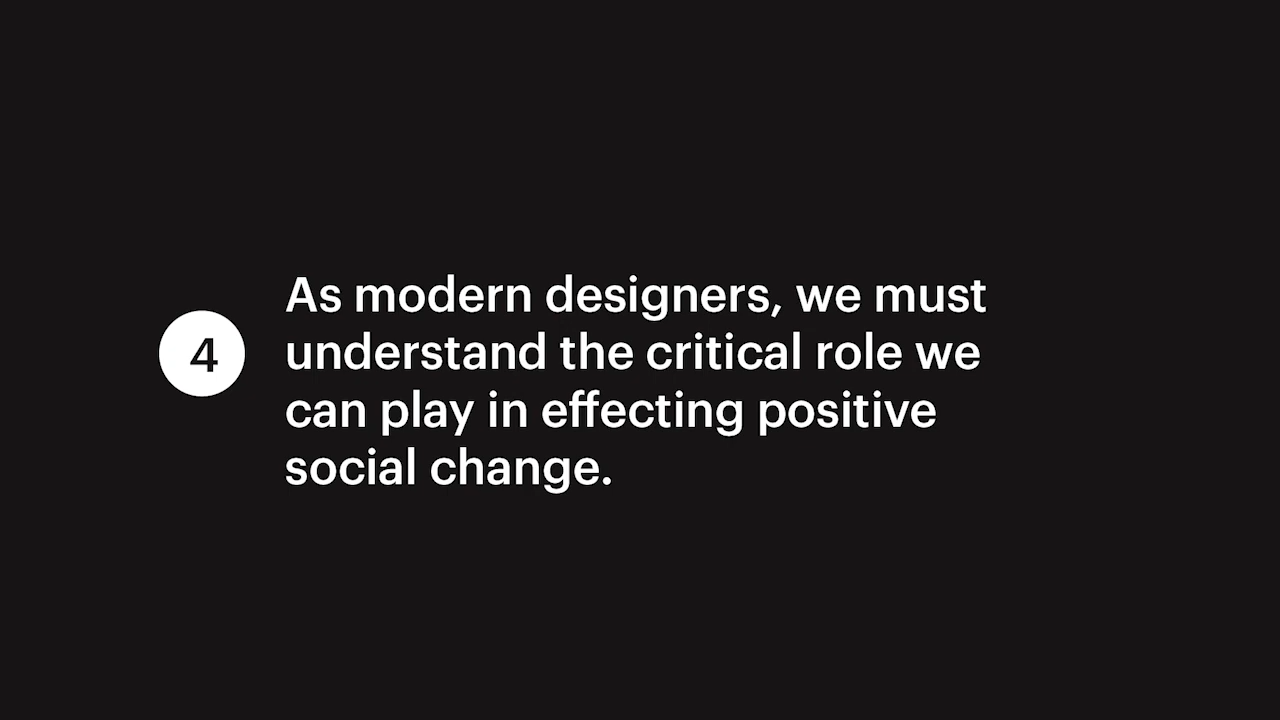 4
As modern designers, we must
understand the critical role we
can play in effecting positive
social change.